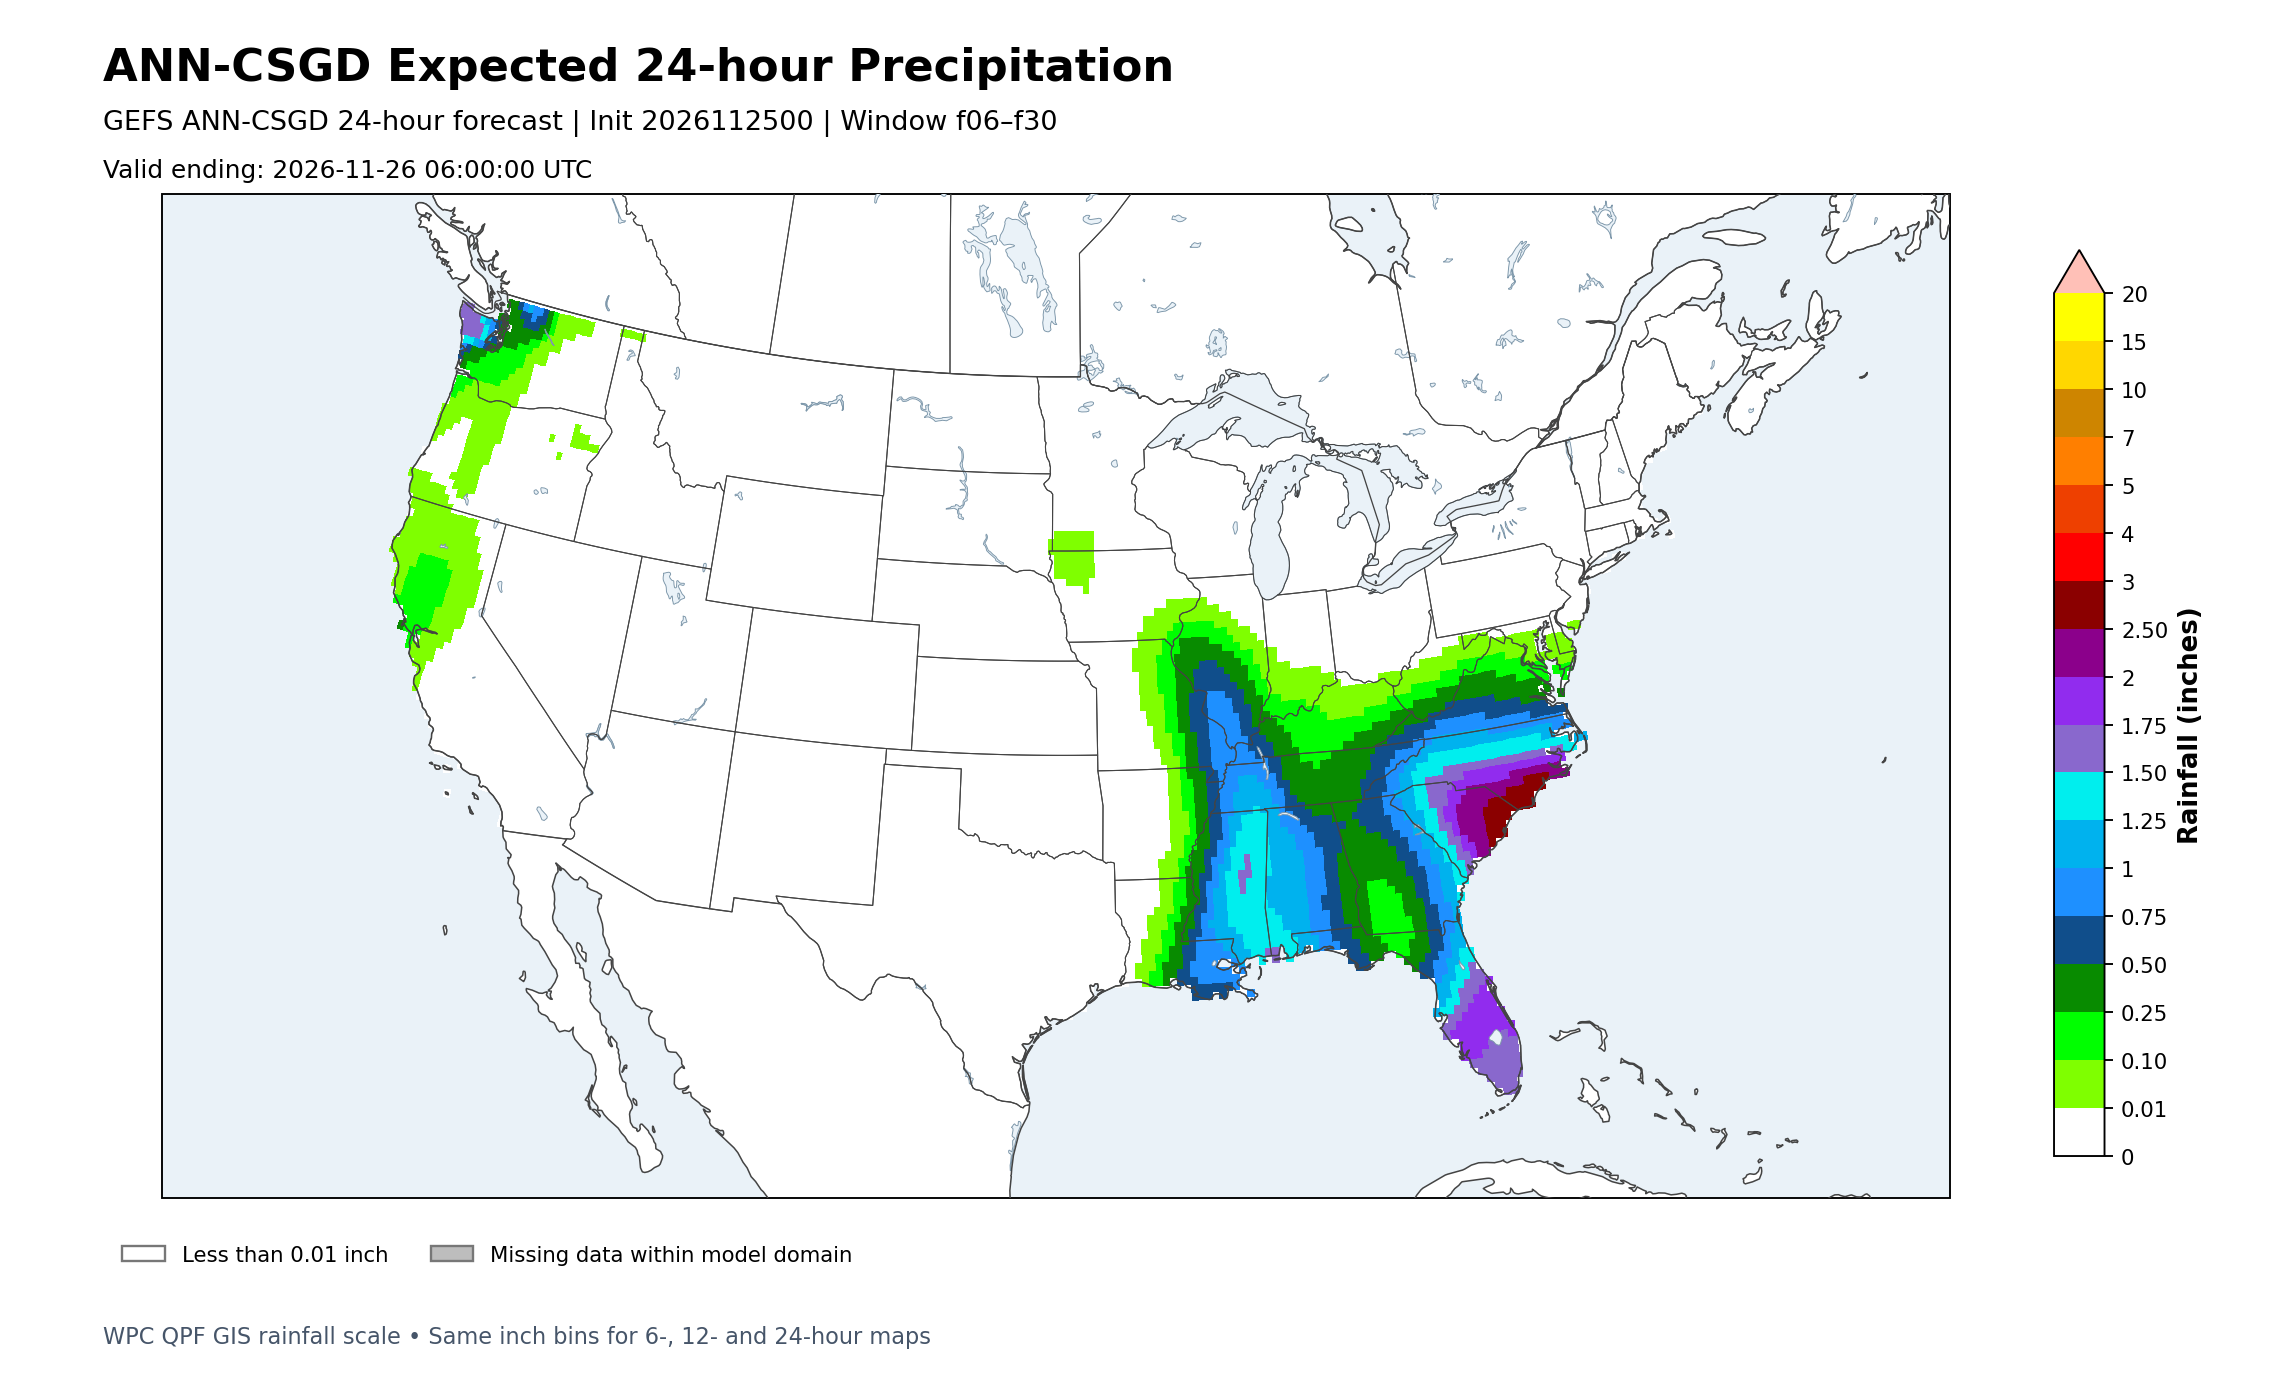 ANN-CSGD Expected 24-hour Precipitation
GEFS ANN-CSGD 24-hour forecast | Init 2026112500 | Window f06–f30
Valid ending: 2026-11-26 06:00:00 UTC
20
15
10
7
5
4
3
2.50
2
1.75
1.50
1.25
1
0.75
0.50
0.25
0.10
0.01
0
Rainfall (inches)
Less than 0.01 inch
Missing data within model domain
WPC QPF GIS rainfall scale • Same inch bins for 6-, 12- and 24-hour maps